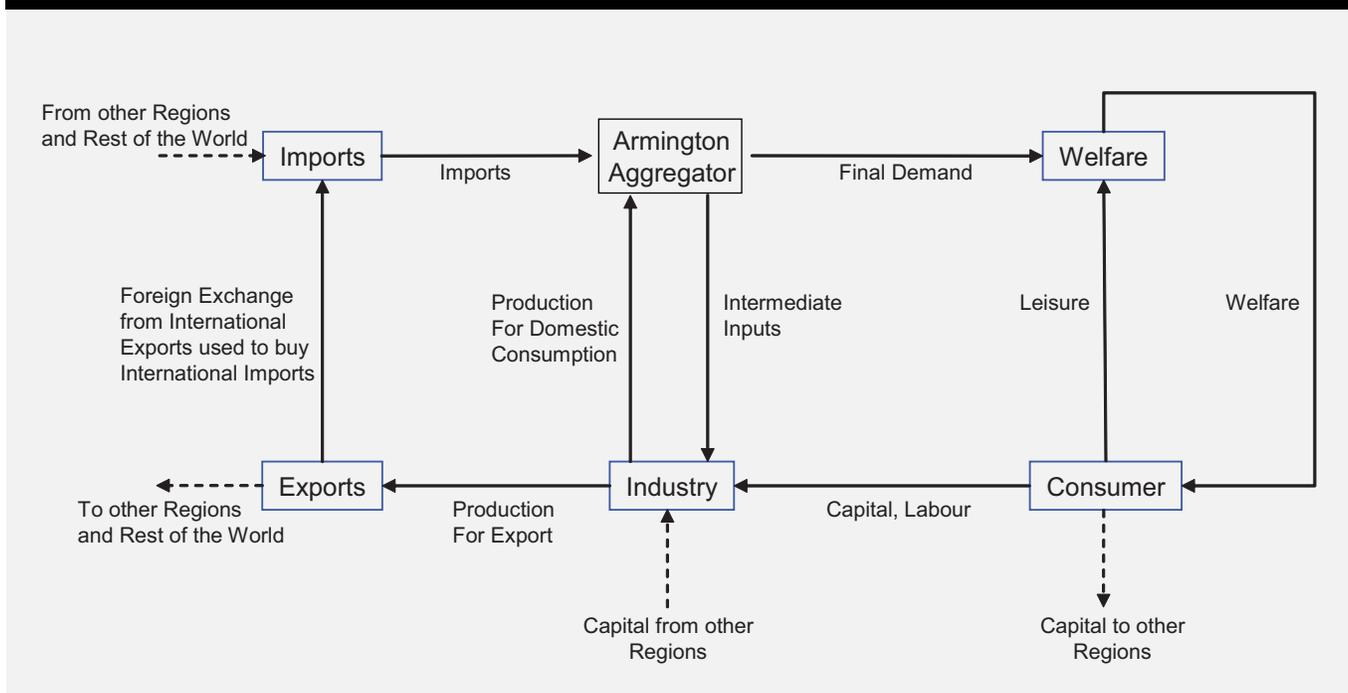 From other Regions
and Rest of the World
Imports
Imports
Armington
Aggregator
Final Demand
Welfare
Foreign Exchange
from International
Exports used to buy
International Imports
Production
For Domestic
Consumption
Intermediate
Inputs
Leisure
Welfare
Exports
To other Regions
and Rest of the World
Production
For Export
Industry
Capital, Labour
Consumer
Capital from other
Regions
Capital to other
Regions